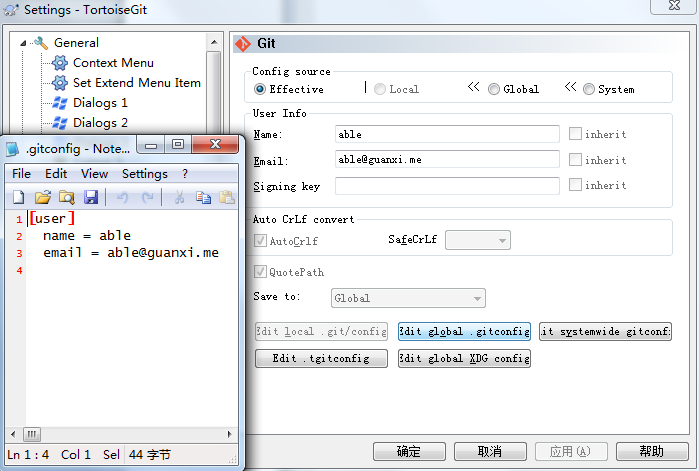 Settings - TortoiseGit
General
Context Menu
Set Extend Menu Item
Dialogs 1
Dialogs 2
Git
Config source
Effective | Local << Global << System
User Info
Name: able inherit
Email: able@guanxi.me inherit
Signing key inherit
Auto CrLf convert
AutoCrlf SafeCrLf
QuotePath
Save to: Global
Edit local .git/config Edit global .gitconfig it systemwide gitconf
Edit .tgitconfig Edit global XDG config
确定 取消 应用(A) 帮助
.gitconfig - Note...
File Edit View Settings ?
1 [user]
2 name = able
3 email = able@guanxi.me
4
Ln 1 : 4 Col 1 Sel 44 字节